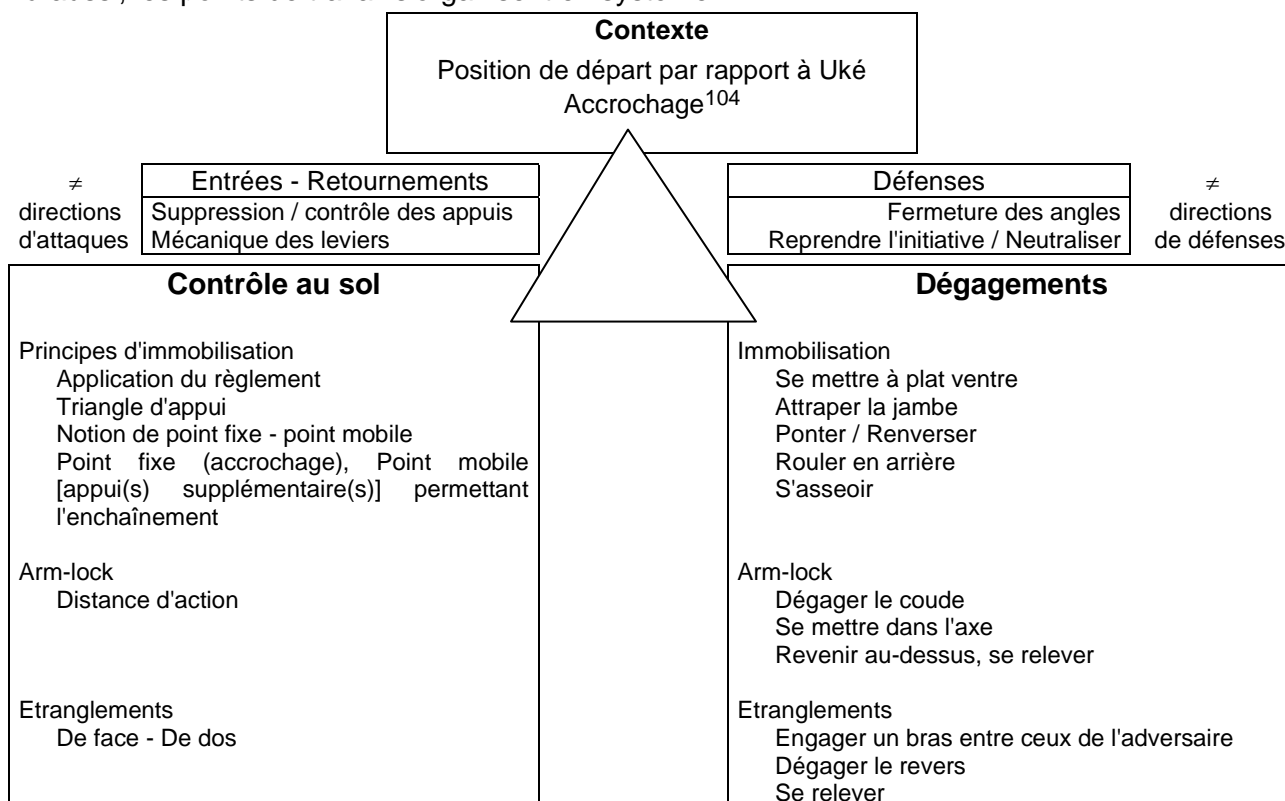 Contexte
Position de départ par rapport à Uké
Accrochage104
≠
directions
d'attaques
Entrées - Retournements
Suppression / contrôle des appuis
Mécanique des leviers
Défenses
Fermeture des angles
Reprendre l'initiative / Neutraliser
≠
directions
de défenses
Contrôle au sol
Principes d'immobilisation
Application du règlement
Triangle d'appui
Notion de point fixe - point mobile
Point fixe (accrochage), Point mobile
[appui(s) supplémentaire(s)] permettant
l'enchaînement
Arm-lock
Distance d'action
Etranglements
De face - De dos
Dégagements
Immobilisation
Se mettre à plat ventre
Attraper la jambe
Ponter / Renverser
Rouler en arrière
S'asseoir
Arm-lock
Dégager le coude
Se mettre dans l'axe
Revenir au-dessus, se relever
Etranglements
Engager un bras entre ceux de l'adversaire
Dégager le revers
Se relever